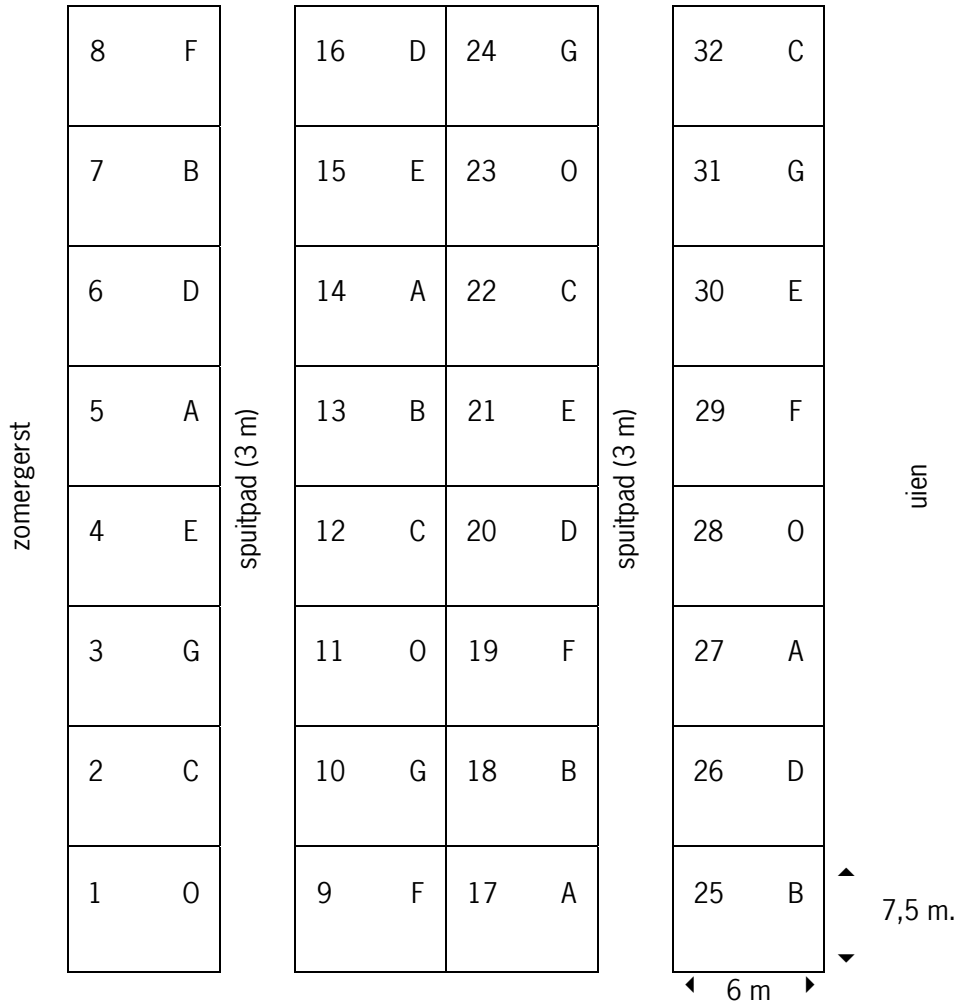 8 F 16 D 24 G 32 C
7 B 15 E 23 O 31 G
6 D 14 A 22 C 30 E
5 A 13 B 21 E 29 F
zomergerst
spuitpad (3 m)
spuitpad (3 m)
uien
4 E 12 C 20 D 28 O
3 G 11 O 19 F 27 A
2 C 10 G 18 B 26 D
1 O 9 F 17 A 25 B
7,5 m.
6 m